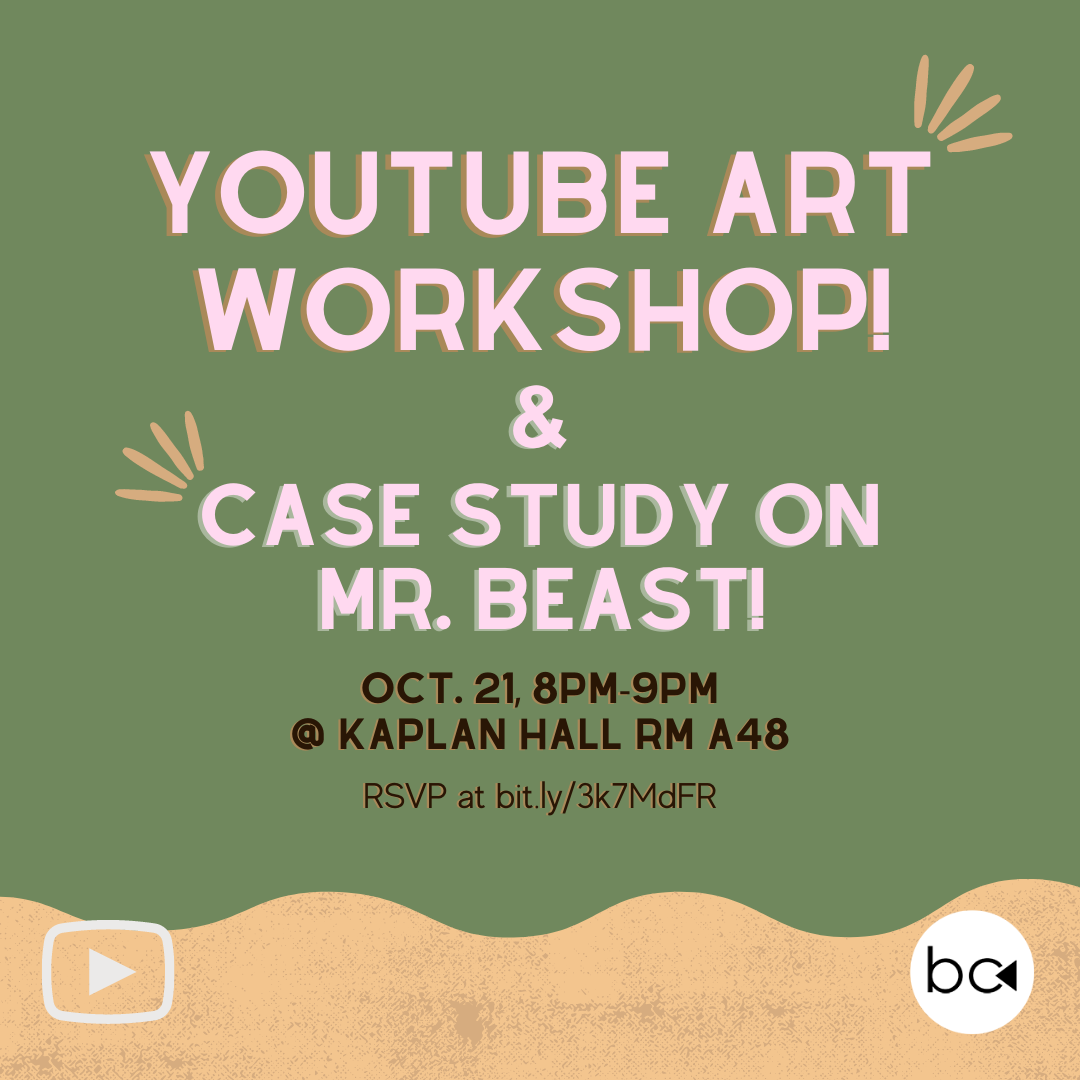 YOUTUBE ART
WORKSHOP!
&
CASE STUDY ON
MR. BEAST!
OCT. 21, 8PM-9PM
@ KAPLAN HALL RM A48
RSVP at bit.ly/3k7MdFR
bc